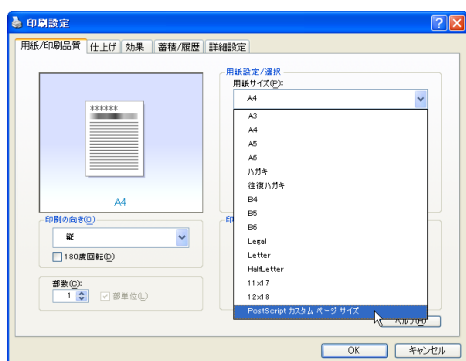 印刷設定
用紙/印刷品質 仕上げ 効果 蓄積/履歴 詳細設定
用紙設定/選択
用紙サイズ(P):
A4
******
A4
A3
A4
A5
A6
ハガキ
往復ハガキ
B4
B5
B6
Legal
Letter
HalfLetter
11x17
12x18
PostScript カスタム ページ サイズ
印刷の向き(O)
縦
180度回転(D)
部数(C):
1 部単位(L)
ヘルプ(H)
OK キャンセル